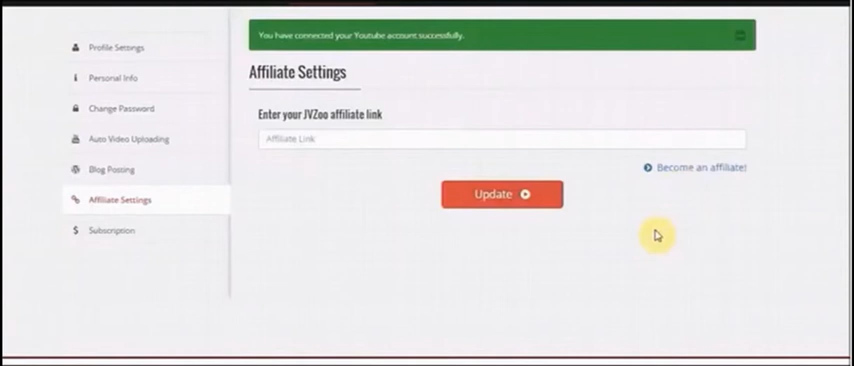 You have connected your Youtube account successfully.
Profile Settings
Personal Info
Change Password
Auto Video Uploading
Blog Posting
Affiliate Settings
Subscription
Affiliate Settings
Enter your JVZoo affiliate link
Affiliate Link
Become an affiliate!
Update